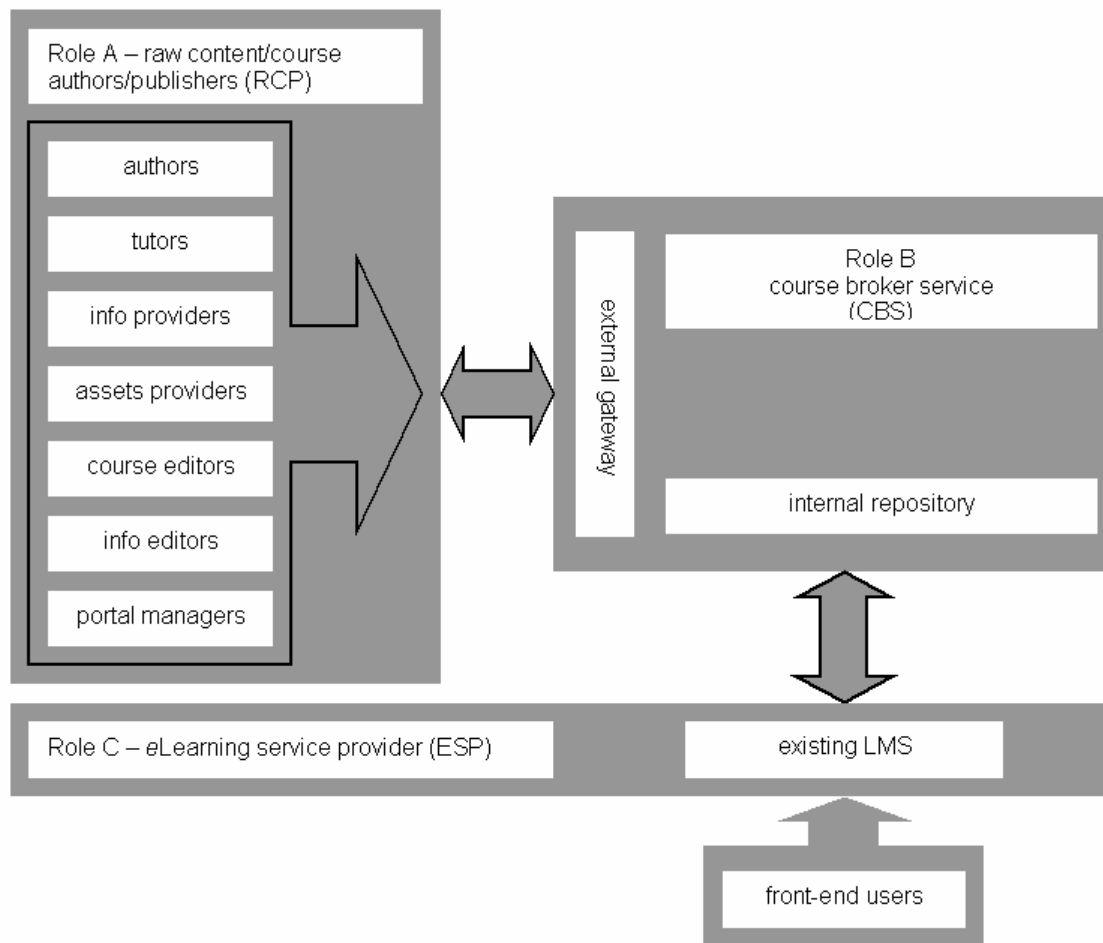 Role A – raw content/course
authors/publishers (RCP)
authors
tutors
info providers
assets providers
course editors
info editors
portal managers
external gateway
Role B
course broker service
(CBS)
internal repository
Role C – eLearning service provider (ESP)
existing LMS
front-end users